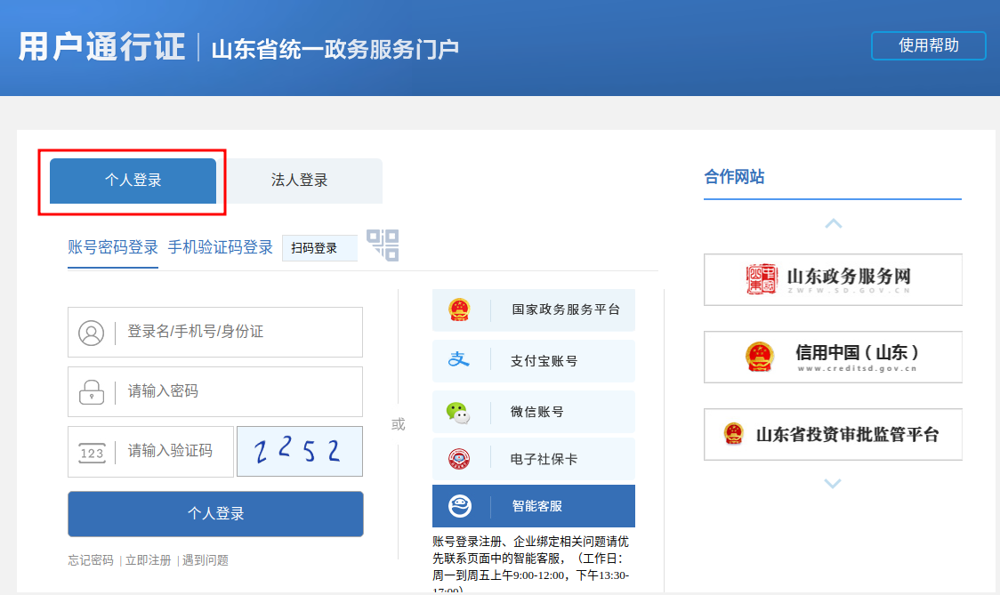 用户通行证
山东省统一政务服务门户
使用帮助
个人登录
法人登录
账号密码登录 手机验证码登录 扫码登录
登录名/手机号/身份证
请输入密码
123 请输入验证码 2252
个人登录
忘记密码 | 立即注册 | 遇到问题
或
国家政务服务平台
支 支付宝账号
微信账号
电子社保卡
智能客服
账号登录注册、企业绑定相关问题请优
先联系页面中的智能客服，（工作日：
周一到周五上午9:00-12:00，下午13:30-
17:00）
合作网站
山东政务服务网
ZWFW.SD.GOV.CN
信用中国（山东）
www.creditsd.gov.cn
山东省投资审批监管平台